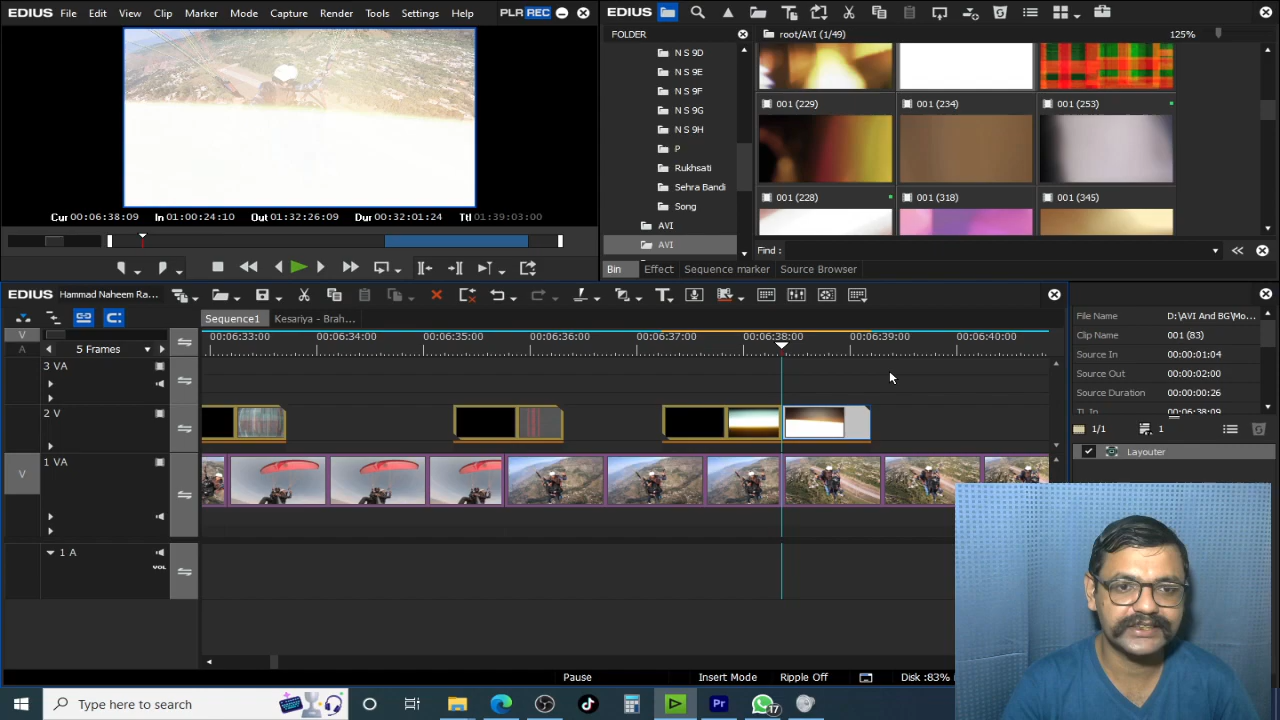 EDIUS File Edit View Clip Marker Mode Capture Render Tools Settings Help PLR REC
Cur 00:06:38:09 In 01:00:24:10 Out 01:32:26:09 Dur 00:32:01:24 Ttl 01:39:03:00
EDIUS
FOLDER
root/AVI (1/49)
125%
N S 9D
N S 9E
N S 9F
N S 9G
N S 9H
P
Rukhsati
Sehra Bandi
Song
AVI
AVI
001 (229) 001 (234) 001 (253)
001 (228) 001 (318) 001 (345)
Find :
Bin Effect Sequence marker Source Browser
EDIUS Hammad Naheem Ra...
Sequence1 Kesariya - Brah...
V
A
5 Frames
00:06:33:00 00:06:34:00 00:06:35:00 00:06:36:00 00:06:37:00 00:06:38:00 00:06:39:00 00:06:40:00
3 VA
2 V
V 1 VA
1 A
VOL
File Name D:\AVI And BG\Mo...
Clip Name 001 (83)
Source In 00:00:01:04
Source Out 00:00:02:00
Source Duration 00:00:00:26
TL In 00:06:38:09
1/1 1
Layouter
Pause Insert Mode Ripple Off Disk :83%
Type here to search
Pr
17